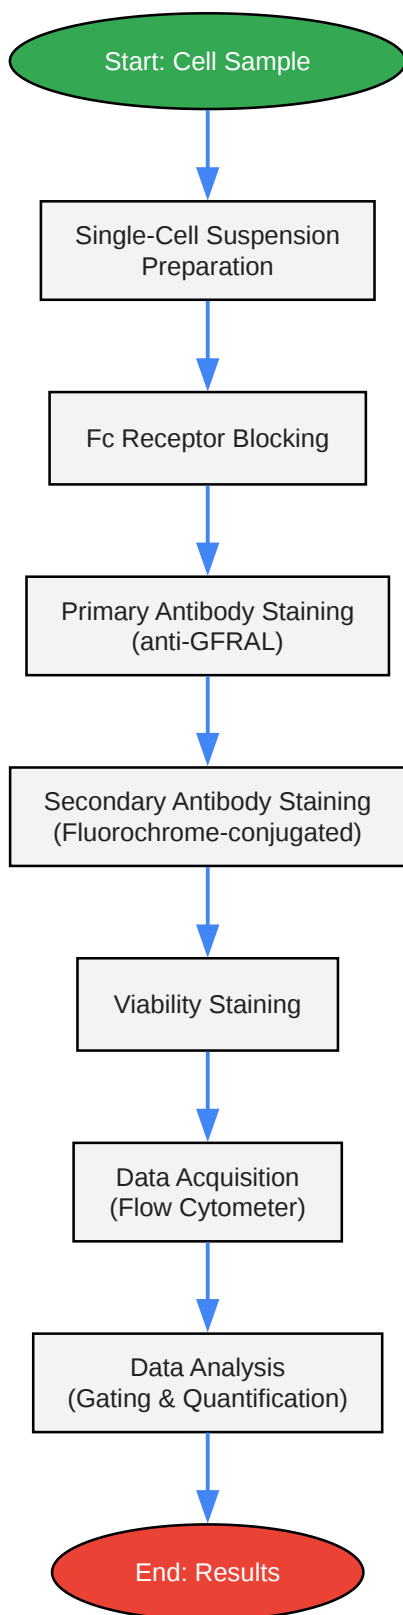 Start: Cell Sample
Single-Cell Suspension
Preparation
Fc Receptor Blocking
Primary Antibody Staining
(anti-GFRAL)
Secondary Antibody Staining
(Fluorochrome-conjugated)
Viability Staining
Data Acquisition
(Flow Cytometer)
Data Analysis
(Gating & Quantification)
End: Results